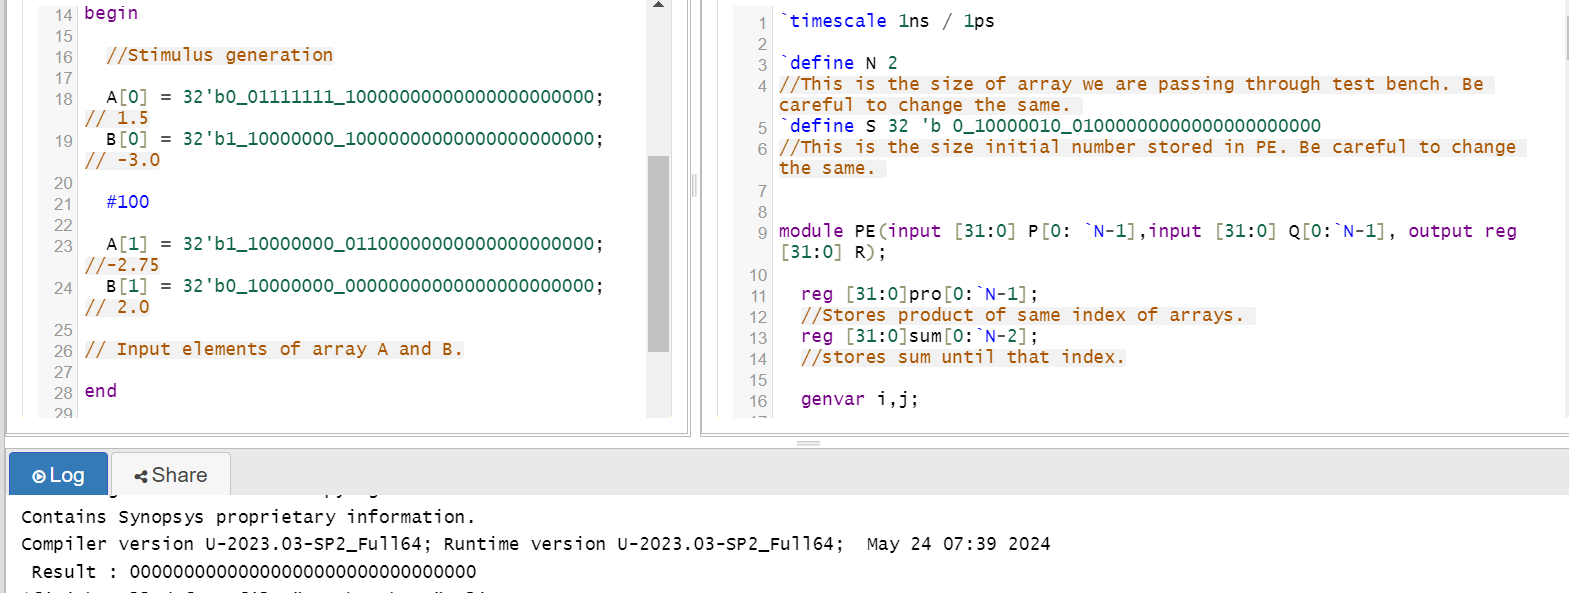 14 begin
15
16 //Stimulus generation
17
18 A[0] = 32'b0_01111111_10000000000000000000000;
// 1.5
19 B[0] = 32'b1_10000000_10000000000000000000000;
// -3.0
20
21 #100
22
23 A[1] = 32'b1_10000000_01100000000000000000000;
//-2.75
24 B[1] = 32'b0_10000000_00000000000000000000000;
// 2.0
25
26 // Input elements of array A and B.
27
28 end
29
1 `timescale 1ns / 1ps
2
3 `define N 2
4 //This is the size of array we are passing through test bench. Be
careful to change the same.
5 `define S 32 'b 0_10000010_01000000000000000000000
6 //This is the size initial number stored in PE. Be careful to change
the same.
7
8
9 module PE(input [31:0] P[0: `N-1],input [31:0] Q[0:`N-1], output reg
[31:0] R);
10
11 reg [31:0]pro[0:`N-1];
12 //Stores product of same index of arrays.
13 reg [31:0]sum[0:`N-2];
14 //stores sum until that index.
15
16 genvar i,j;
Log
Share
Contains Synopsys proprietary information.
Compiler version U-2023.03-SP2_Full64; Runtime version U-2023.03-SP2_Full64;  May 24 07:39 2024
Result : 00000000000000000000000000000000